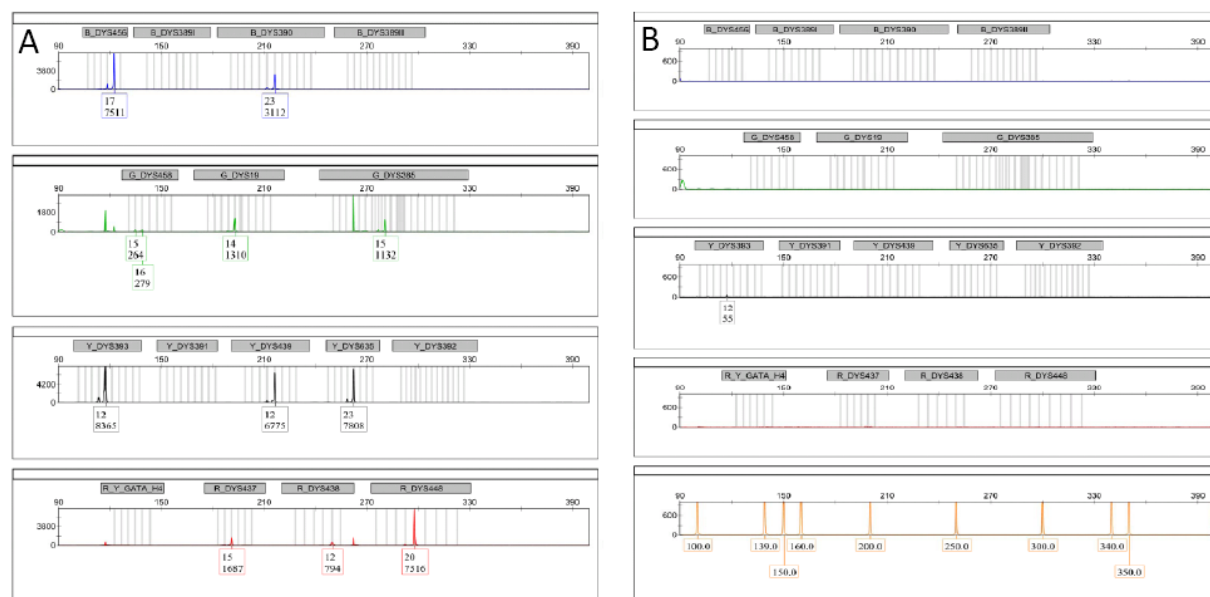 A
B_DYS456 B_DYS389I B_DYS390 B_DYS389II
90 150 210 270 330 390
3800
0
17 23
7511 3112
G_DYS458 G_DYS19 G_DYS385
90 150 210 270 330 390
1800
0
15 14 15
264 1310 1132
16
279
Y_DYS393 Y_DYS391 Y_DYS439 Y_DYS635 Y_DYS392
90 150 210 270 330 390
4200
0
12 12 23
8365 6775 7808
R_Y_GATA_H4 R_DYS437 R_DYS438 R_DYS448
90 150 210 270 330 390
3800
0
15 12 20
1687 794 7516
B
B_DYS456 B_DYS389I B_DYS390 B_DYS389II
90 150 210 270 330 390
600
0
G_DYS458 G_DYS19 G_DYS385
90 150 210 270 330 390
600
0
Y_DYS393 Y_DYS391 Y_DYS439 Y_DYS635 Y_DYS392
90 150 210 270 330 390
600
0
12
55
R_Y_GATA_H4 R_DYS437 R_DYS438 R_DYS448
90 150 210 270 330 390
600
0
90 150 210 270 330 390
600
0
100.0 139.0 160.0 200.0 250.0 300.0 340.0
150.0 350.0